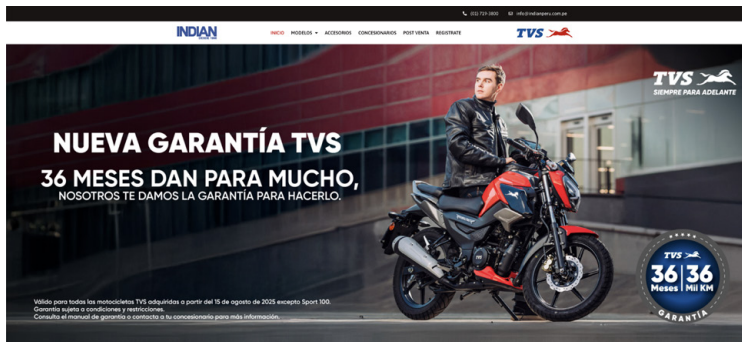 (01) 719-3800 info@indianperu.com.pe
INDIAN
DESDE 1989
INICIO MODELOS ACCESORIOS CONCESIONARIOS POST VENTA REGISTRATE
TVS
TVS
SIEMPRE PARA ADELANTE
NUEVA GARANTÍA TVS
36 MESES DAN PARA MUCHO,
NOSOTROS TE DAMOS LA GARANTÍA PARA HACERLO.
TVS
36 36
Meses Mil KM
GARANTÍA
Válido para todas las motocicletas TVS adquiridas a partir del 15 de agosto de 2025 excepto Sport 100.
Garantía sujeta a condiciones y restricciones.
Consulta el manual de garantía o contacta a tu concesionario para más información.